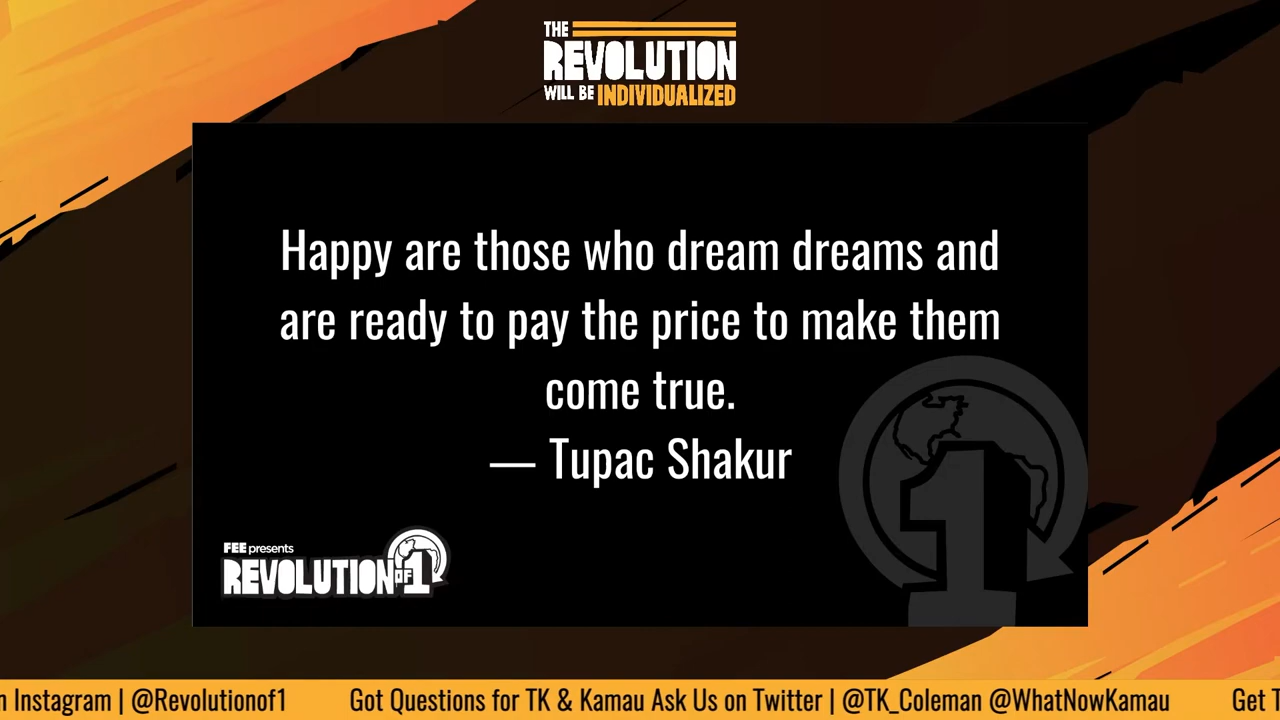 THE
REVOLUTION
WILL BE INDIVIDUALIZED
Happy are those who dream dreams and
are ready to pay the price to make them
come true.
— Tupac Shakur
1
FEE presents
REVOLUTION OF 1
n Instagram | @Revolutionof1 Got Questions for TK & Kamau Ask Us on Twitter | @TK_Coleman @WhatNowKamau Get T